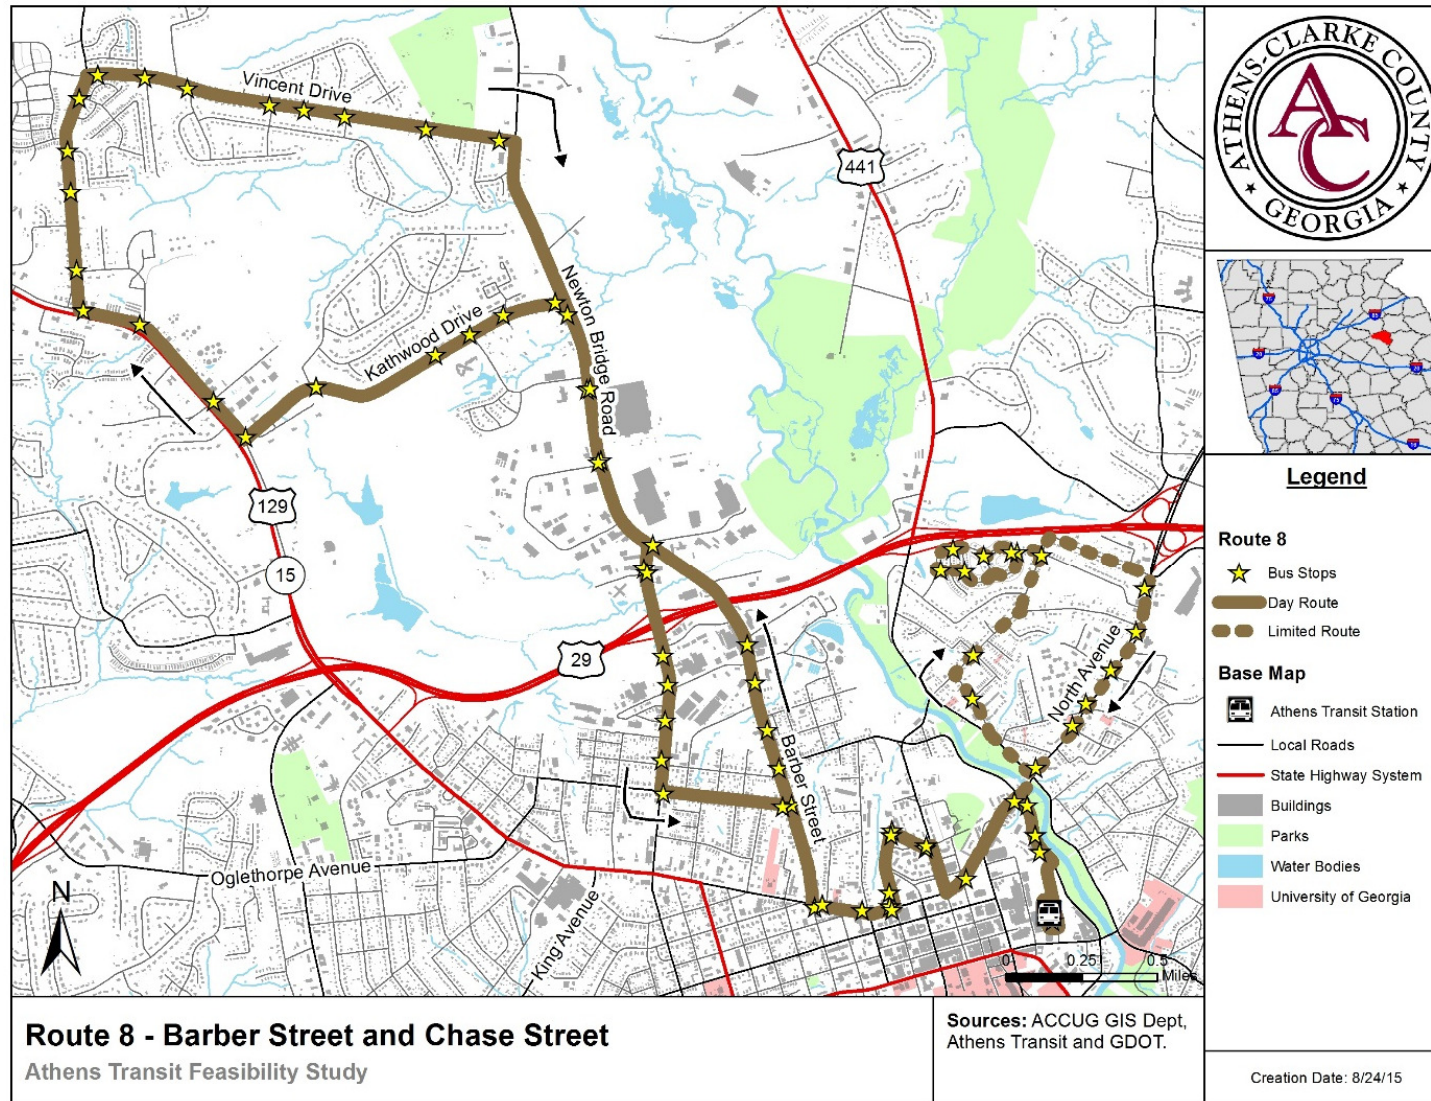 Vincent Drive
441
Newton Bridge Road
Kathwood Drive
129
15
29
North Avenue
Barber Street
Oglethorpe Avenue
King Avenue
N
0 0.25 0.5
Miles
ATHENS-CLARKE COUNTY
AC
GEORGIA
Legend
Route 8
Bus Stops
Day Route
Limited Route
Base Map
Athens Transit Station
Local Roads
State Highway System
Buildings
Parks
Water Bodies
University of Georgia
Route 8 - Barber Street and Chase Street
Athens Transit Feasibility Study
Sources: ACCUG GIS Dept,
Athens Transit and GDOT.
Creation Date: 8/24/15